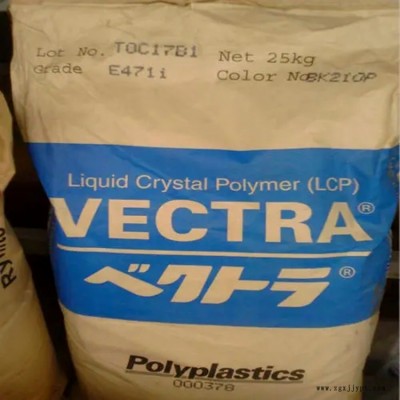 Lot No. TOC17B1 Net 25kg
Grade E471i Color No BK210P
Liquid Crystal Polymer (LCP)
VECTRA®
ベクトラ®
Polyplastics
000378